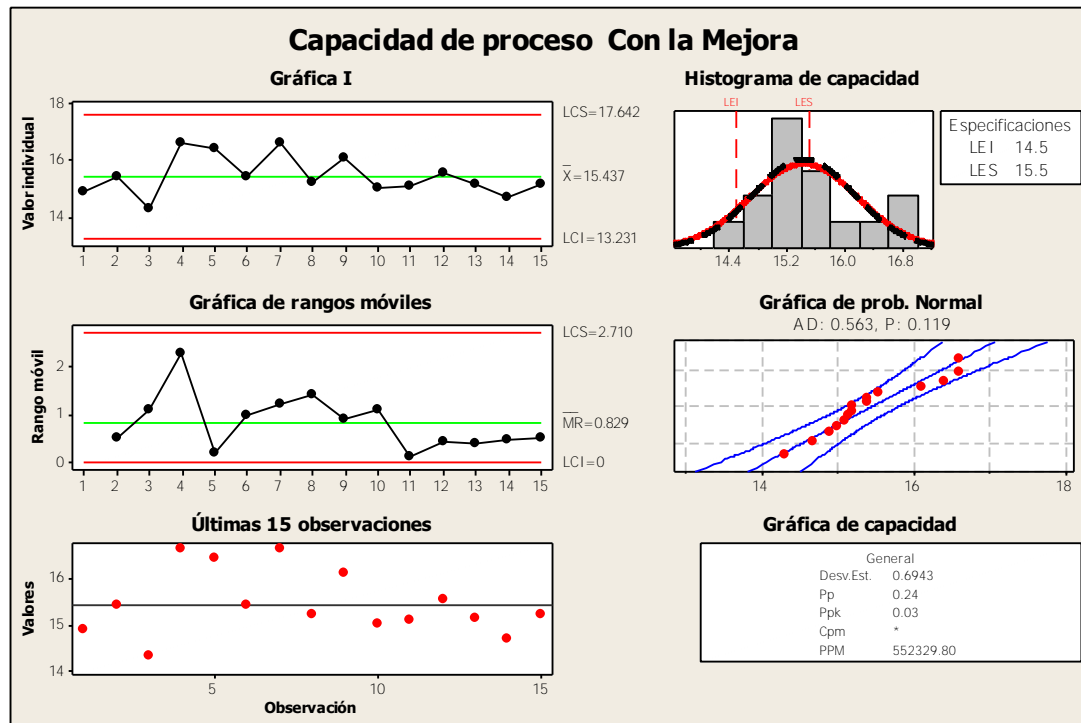 Capacidad de proceso Con la Mejora
Gráfica I
Valor individual
18
16
14
1 2 3 4 5 6 7 8 9 10 11 12 13 14 15
LCS=17.642
X=15.437
LCI=13.231
Histograma de capacidad
LEI LES
14.4 15.2 16.0 16.8
Especificaciones
LEI 14.5
LES 15.5
Gráfica de rangos móviles
Rango móvil
2
1
0
1 2 3 4 5 6 7 8 9 10 11 12 13 14 15
LCS=2.710
MR=0.829
LCI=0
Gráfica de prob. Normal
AD: 0.563, P: 0.119
14 16 18
Últimas 15 observaciones
Valores
16
15
14
5 10 15
Observación
Gráfica de capacidad
General
Desv.Est. 0.6943
Pp 0.24
Ppk 0.03
Cpm *
PPM 552329.80